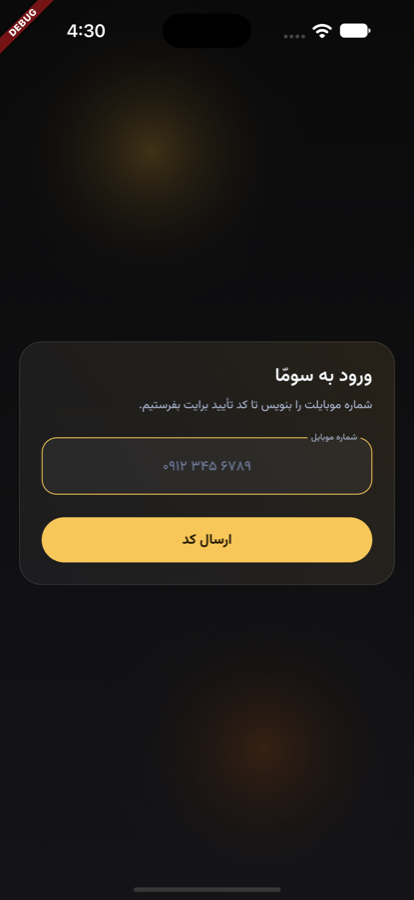 DEBUG
4:30
ورود به سومّا
شماره موبایلت را بنویس تا کد تأیید برایت بفرستیم.
شماره موبایل
۰۹۱۲ ۳۴۵ ۶۷۸۹
ارسال کد